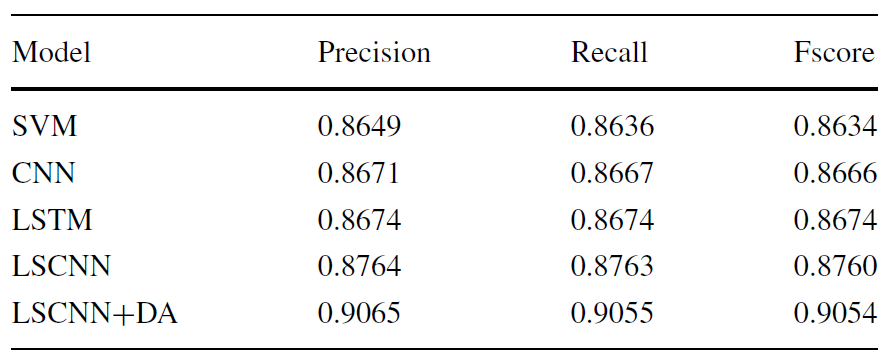 Model Precision Recall Fscore
SVM 0.8649 0.8636 0.8634
CNN 0.8671 0.8667 0.8666
LSTM 0.8674 0.8674 0.8674
LSCNN 0.8764 0.8763 0.8760
LSCNN+DA 0.9065 0.9055 0.9054